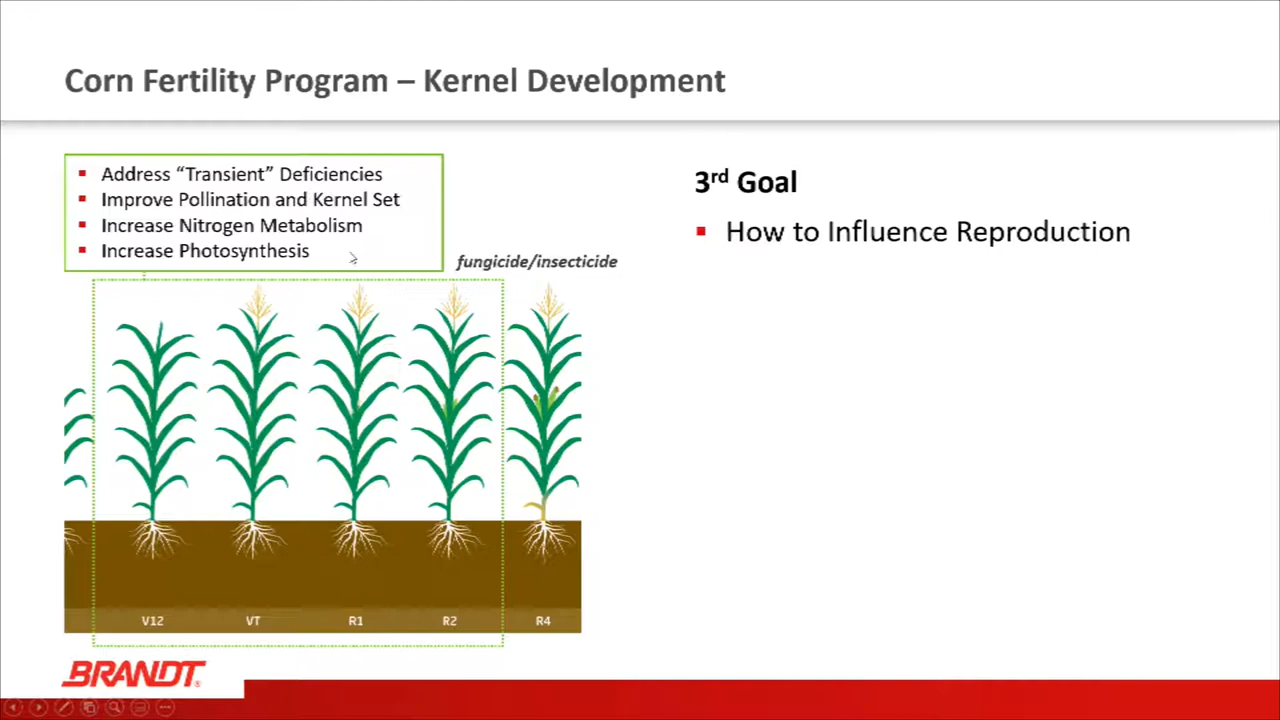 Corn Fertility Program – Kernel Development
Address “Transient” Deficiencies
Improve Pollination and Kernel Set
Increase Nitrogen Metabolism
Increase Photosynthesis
fungicide/insecticide
3rd Goal
How to Influence Reproduction
V12 VT R1 R2 R4
BRANDT®